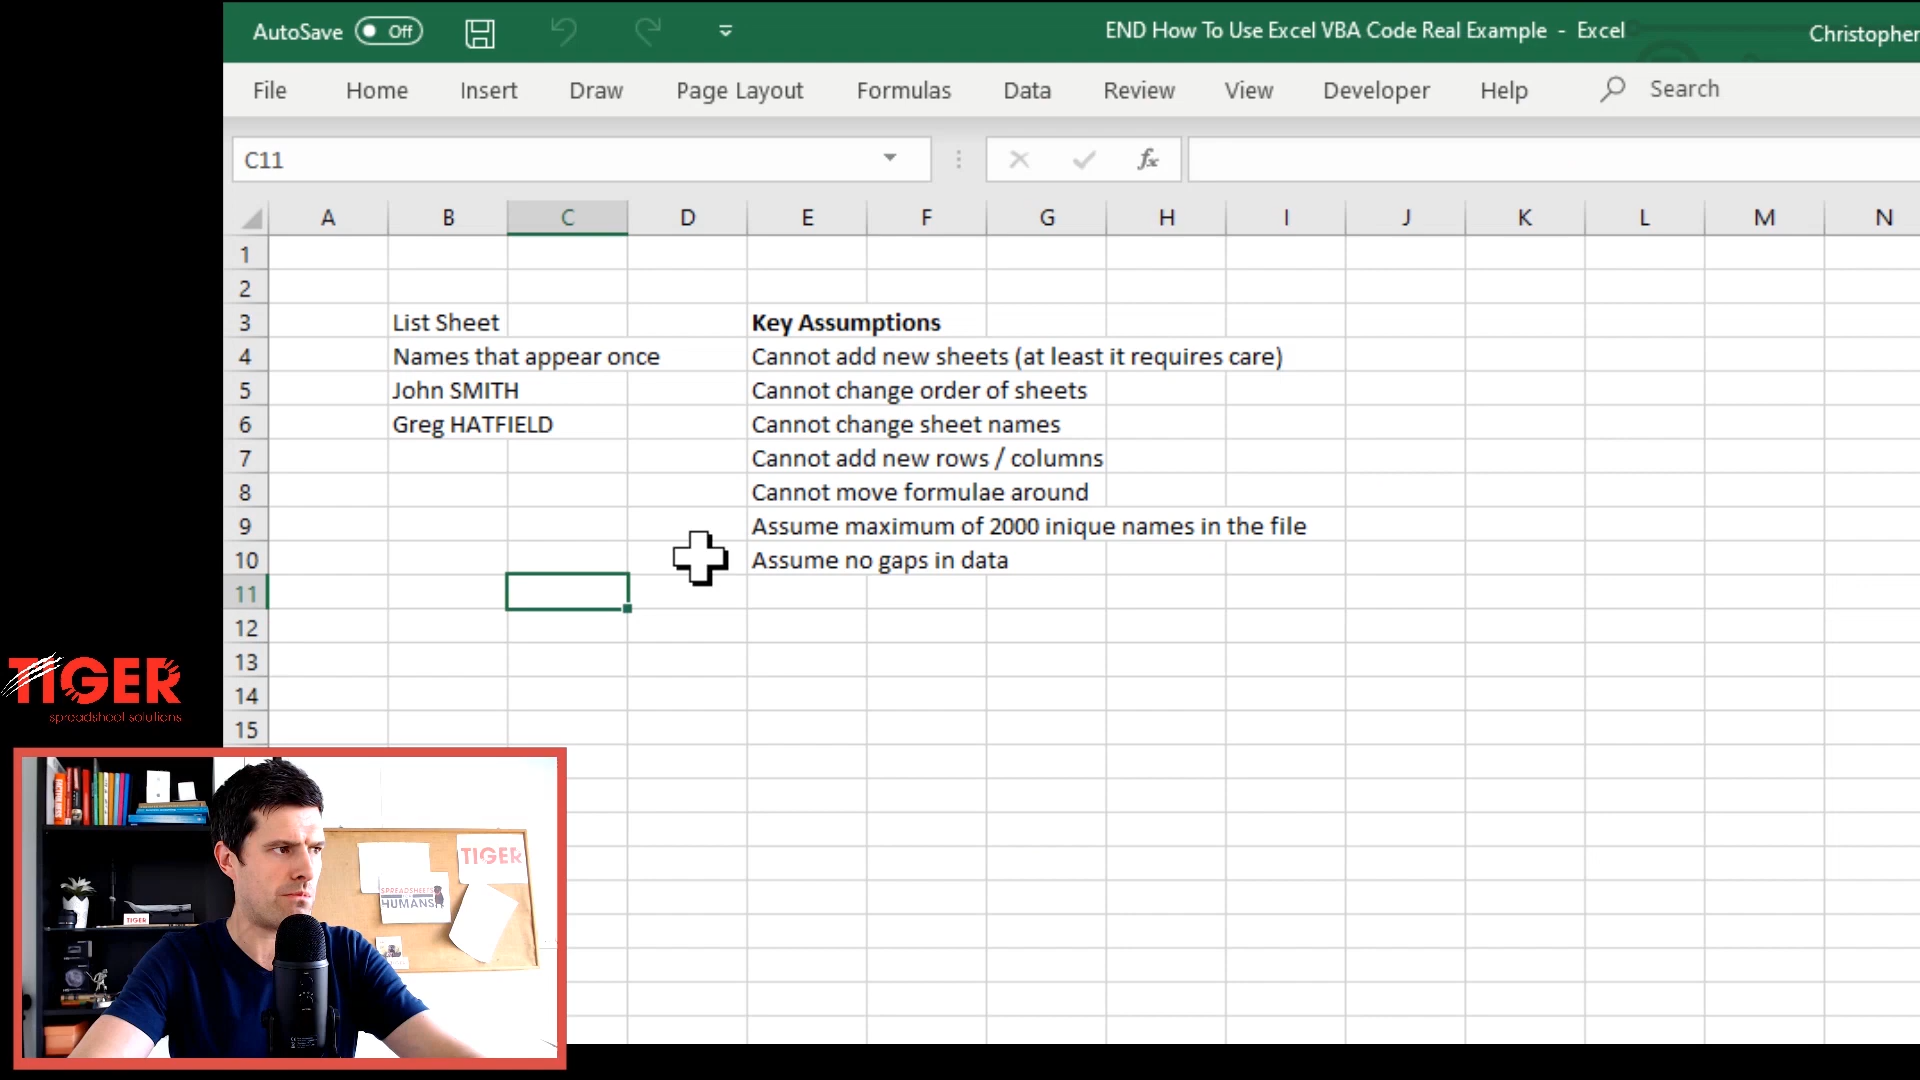 AutoSave Off
END How To Use Excel VBA Code Real Example - Excel
Christopher
File Home Insert Draw Page Layout Formulas Data Review View Developer Help Search
C11
fx
A B C D E F G H I J K L M N
1
2
3 List Sheet Key Assumptions
4 Names that appear once Cannot add new sheets (at least it requires care)
5 John SMITH Cannot change order of sheets
6 Greg HATFIELD Cannot change sheet names
7 Cannot add new rows / columns
8 Cannot move formulae around
9 Assume maximum of 2000 inique names in the file
10 Assume no gaps in data
11
12
13
14
15
TIGER
spreadsheet solutions
TIGER
SPREADSHEETS
HUMANS
TIGER